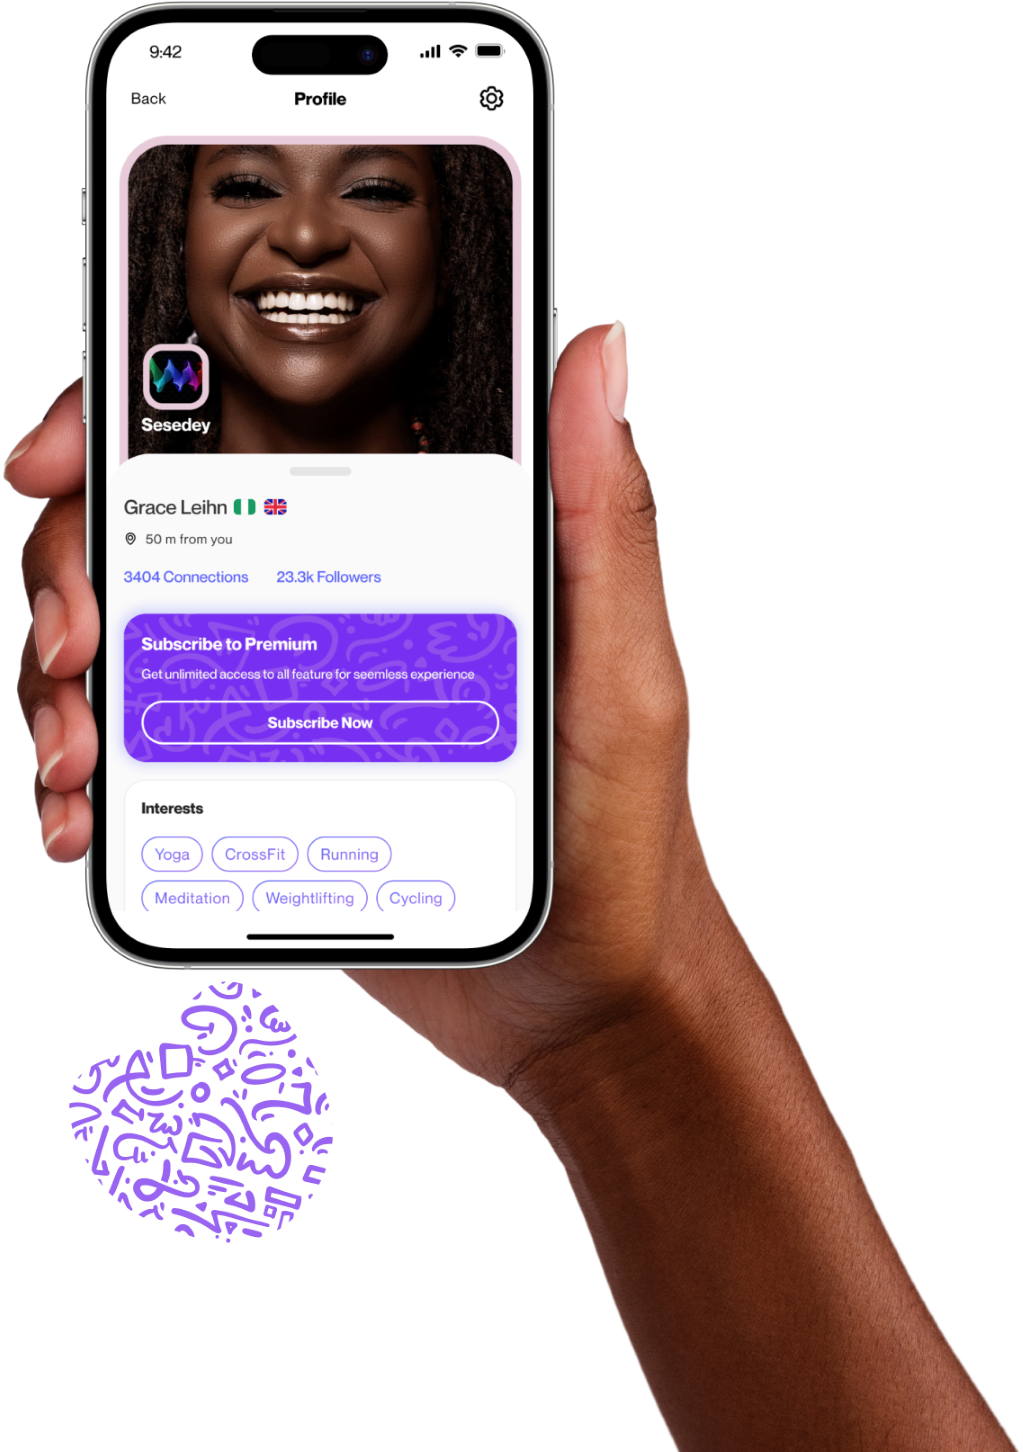 9:42
Back
Profile
Sesedey
Grace Leihn
50 m from you
3404 Connections 23.3k Followers
Subscribe to Premium
Get unlimited access to all feature for seemless experience
Subscribe Now
Interests
Yoga CrossFit Running
Meditation Weightlifting Cycling